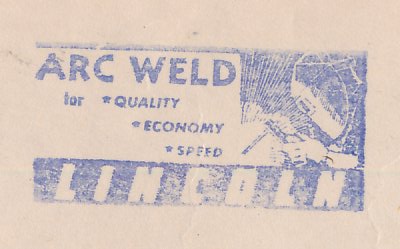 ARC WELD
for *QUALITY
*ECONOMY
*SPEED
LINCOLN